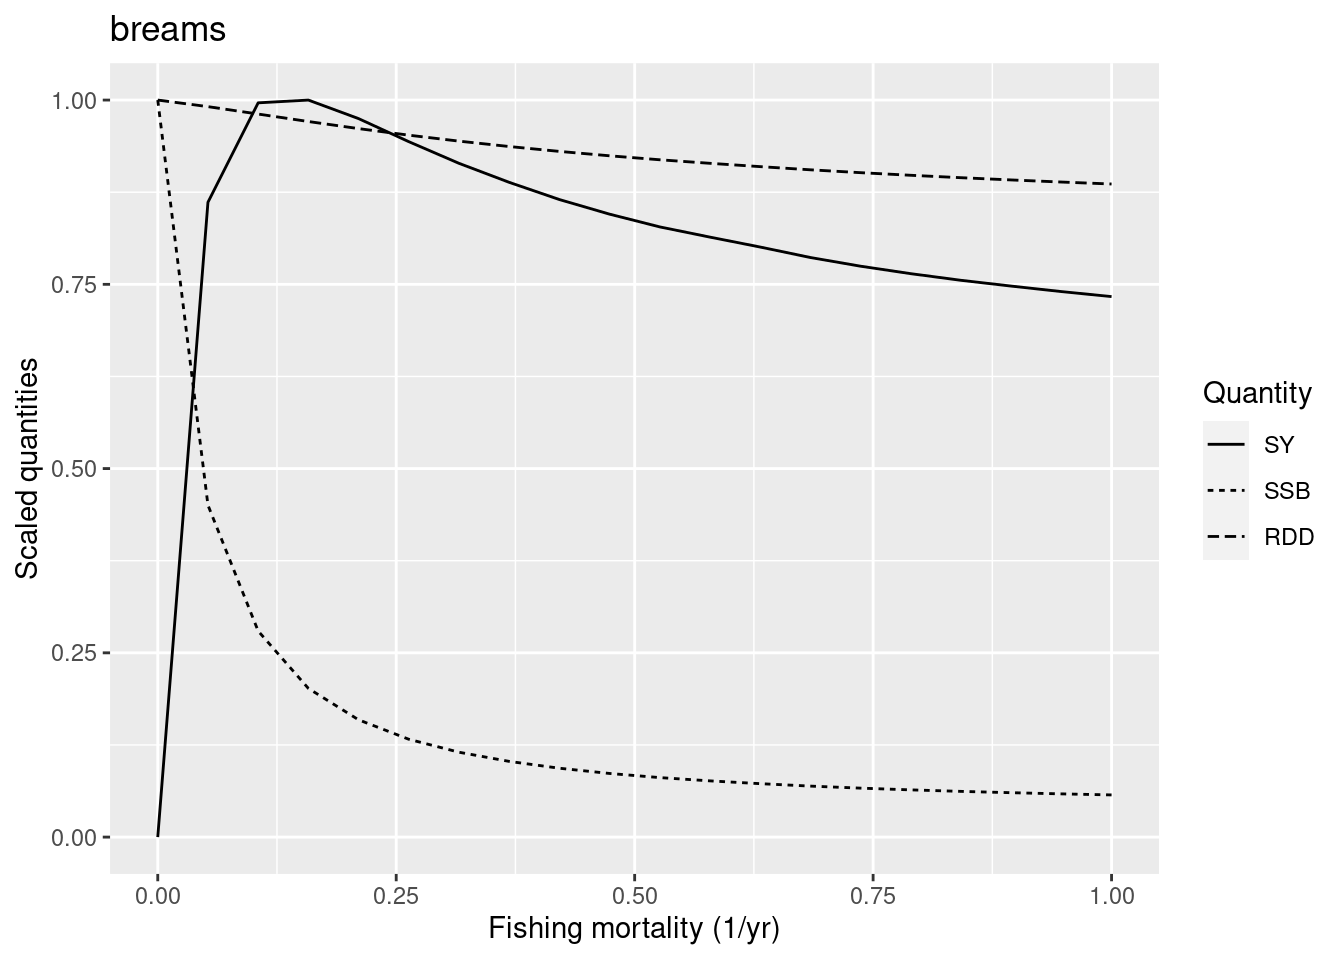 breams
Scaled quantities
1.00
0.75
0.50
0.25
0.00
0.00 0.25 0.50 0.75 1.00
Fishing mortality (1/yr)
Quantity
SY
SSB
RDD